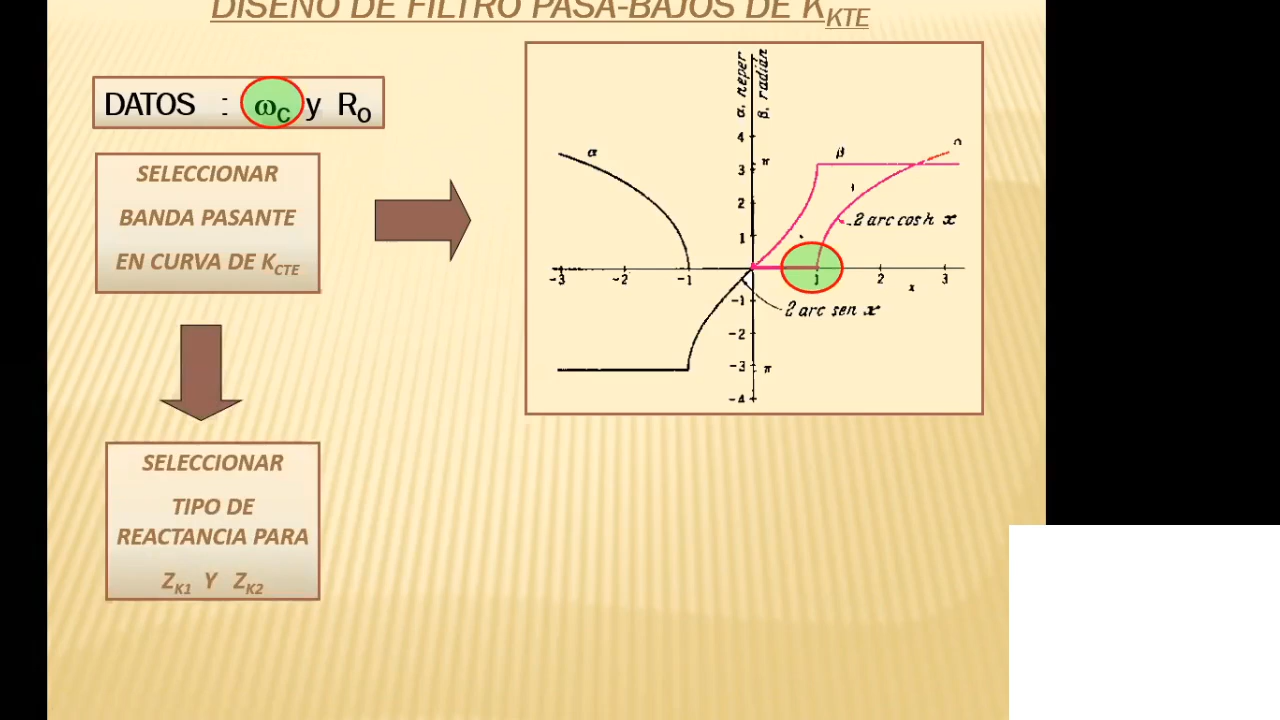 DISEÑO DE FILTRO PASA-BAJOS DE K_KTE
DATOS : ω_C y R_O
SELECCIONAR
BANDA PASANTE
EN CURVA DE K_CTE
SELECCIONAR
TIPO DE
REACTANCIA PARA
Z_K1 Y Z_K2
α, neper
β, radián
4
3
2
1
-1
-2
-3
-4
π
π
-3 -2 -1 1 2 3
x
α
β
2 arc cosh x
2 arc sen x